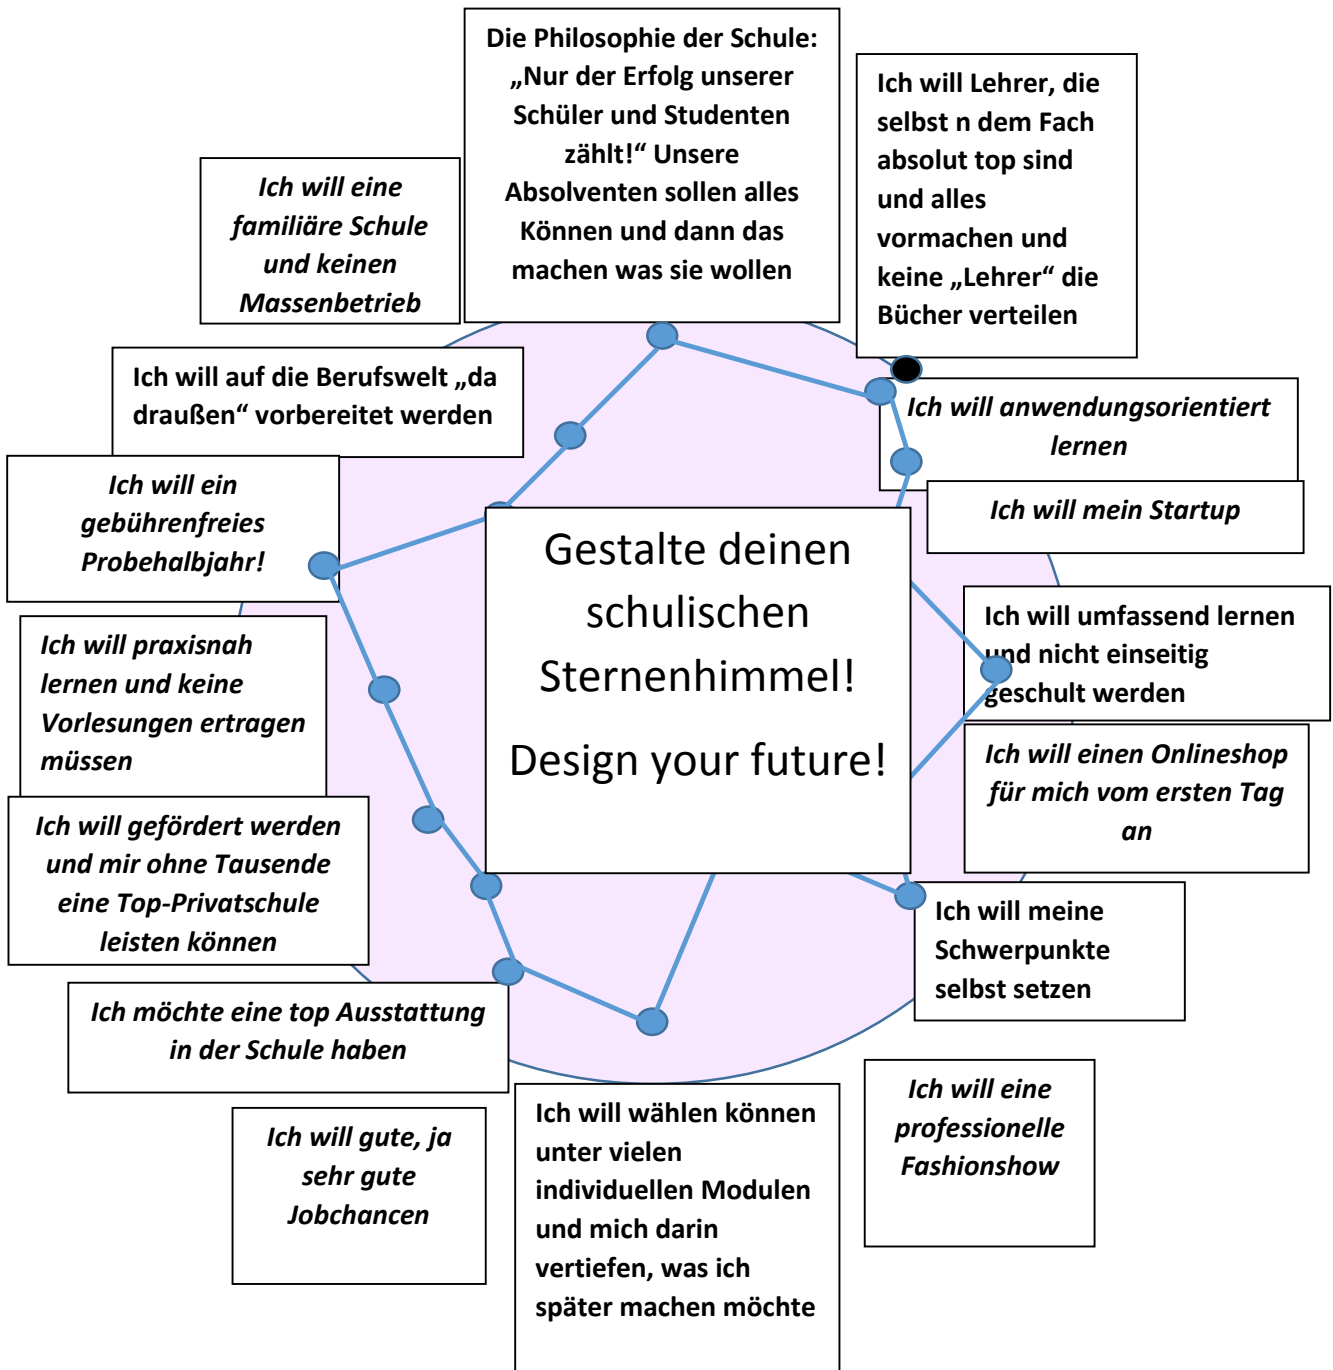 Die Philosophie der Schule:
„Nur der Erfolg unserer
Schüler und Studenten
zählt!“ Unsere
Absolventen sollen alles
Können und dann das
machen was sie wollen
Ich will Lehrer, die
selbst n dem Fach
absolut top sind
und alles
vormachen und
keine „Lehrer“ die
Bücher verteilen
Ich will eine
familiäre Schule
und keinen
Massenbetrieb
Ich will auf die Berufswelt „da
draußen“ vorbereitet werden
Ich will anwendungsorientiert
lernen
Ich will ein
gebührenfreies
Probehalbjahr!
Ich will mein Startup
Gestalte deinen
schulischen
Sternenhimmel!
Design your future!
Ich will umfassend lernen
und nicht einseitig
geschult werden
Ich will praxisnah
lernen und keine
Vorlesungen ertragen
müssen
Ich will einen Onlineshop
für mich vom ersten Tag
an
Ich will gefördert werden
und mir ohne Tausende
eine Top-Privatschule
leisten können
Ich will meine
Schwerpunkte
selbst setzen
Ich möchte eine top Ausstattung
in der Schule haben
Ich will eine
professionelle
Fashionshow
Ich will gute, ja
sehr gute
Jobchancen
Ich will wählen können
unter vielen
individuellen Modulen
und mich darin
vertiefen, was ich
später machen möchte